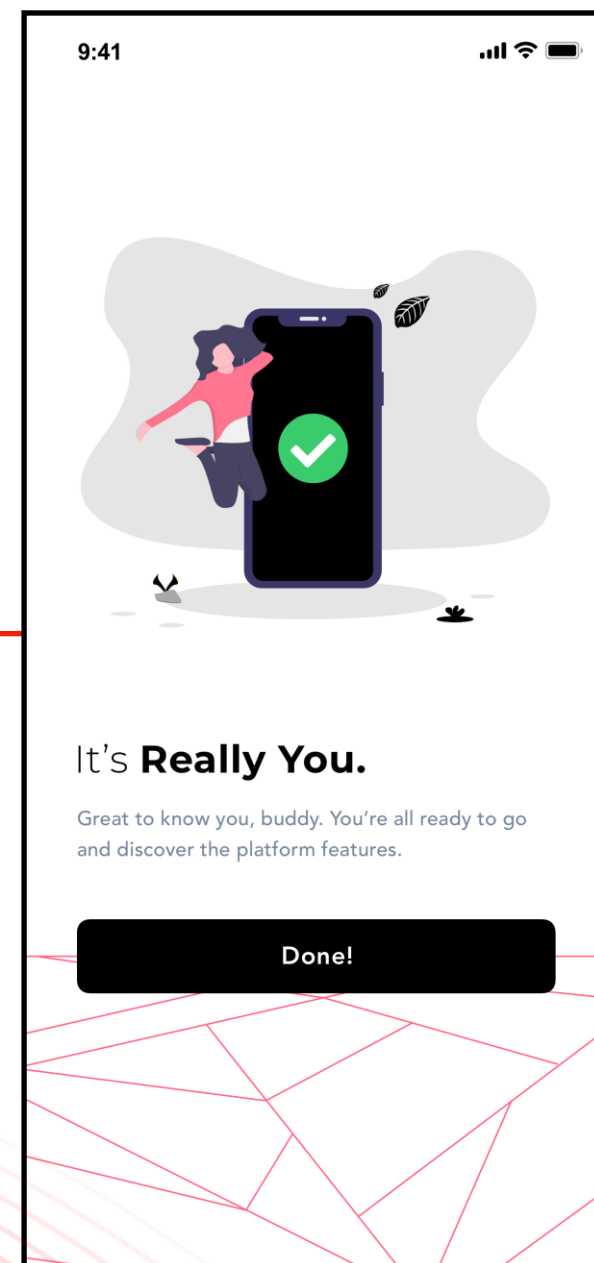 9:41
It’s Really You.
Great to know you, buddy. You’re all ready to go
and discover the platform features.
Done!